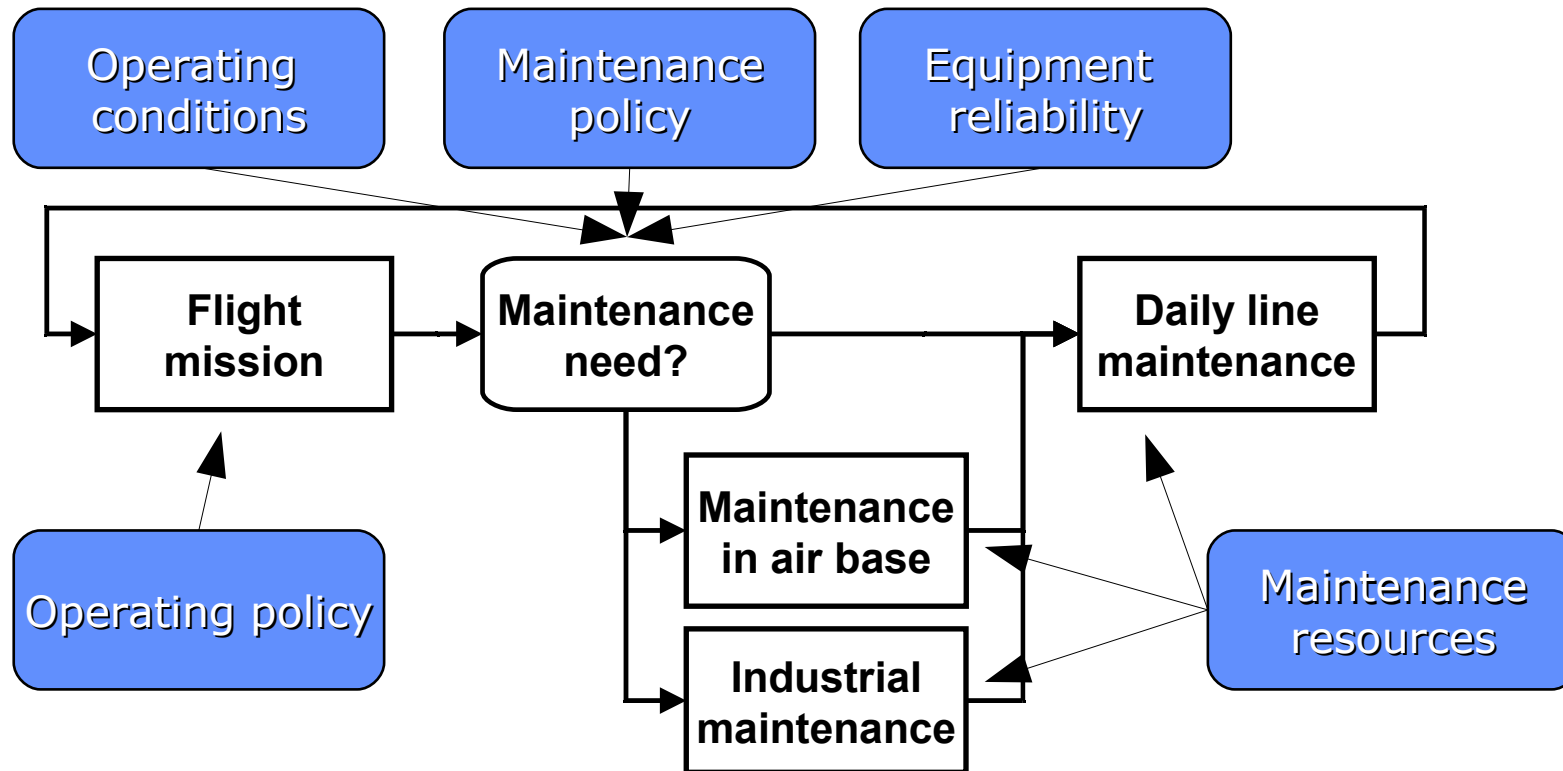 Operating
conditions
Maintenance
policy
Equipment
reliability
Flight
mission
Maintenance
need?
Daily line
maintenance
Maintenance
in air base
Operating policy
Maintenance
resources
Industrial
maintenance